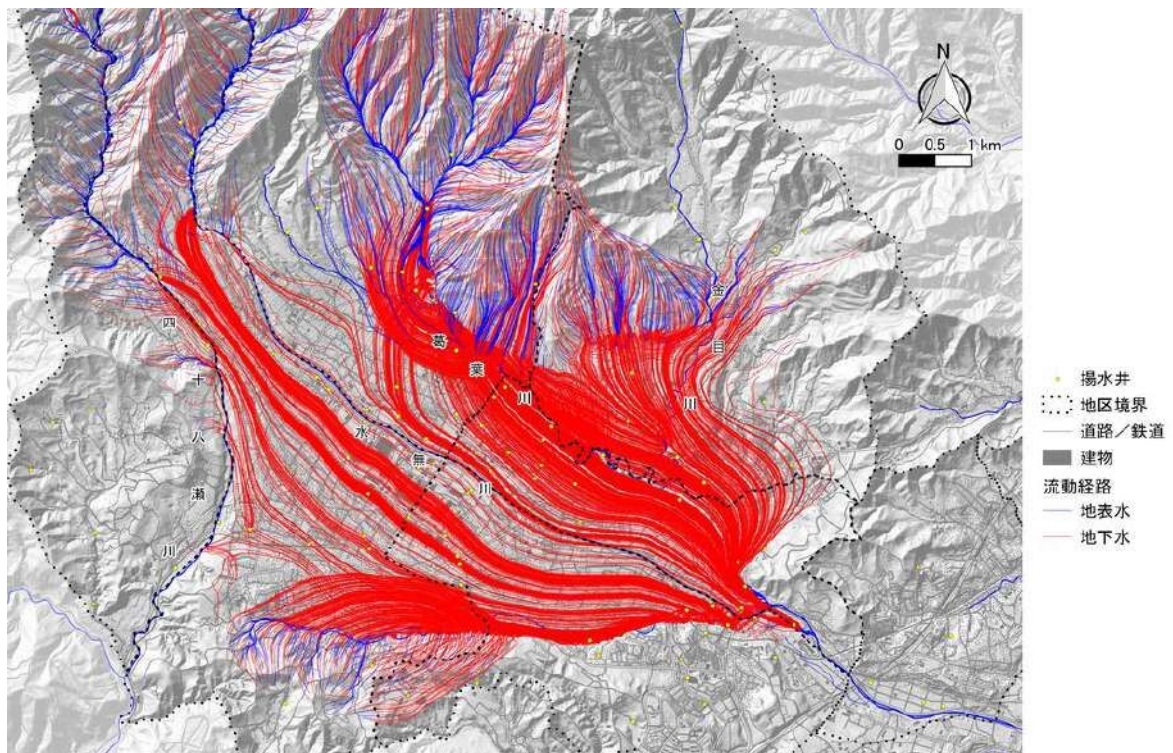 N
0 0.5 1 km
四十八瀬川
水無川
葛葉川
金目川
揚水井
地区境界
道路/鉄道
建物
流動経路
地表水
地下水